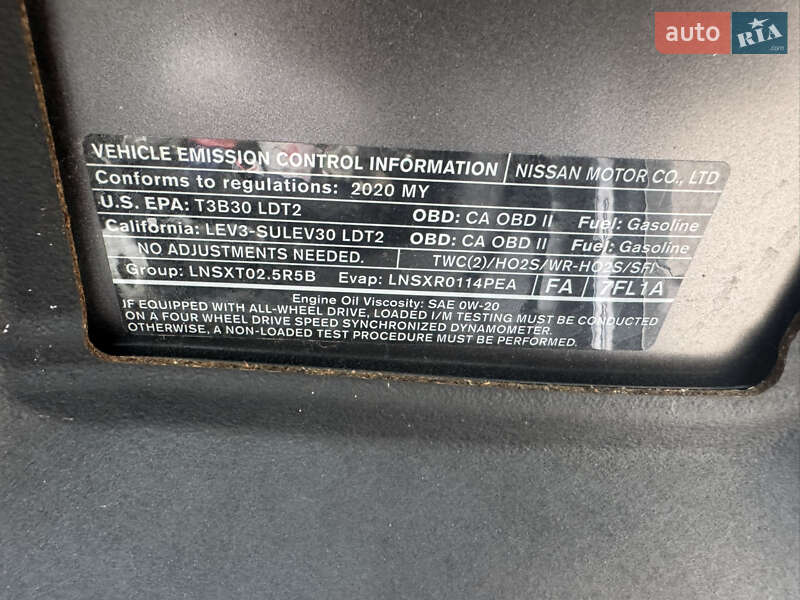 auto RIA.com
VEHICLE EMISSION CONTROL INFORMATION NISSAN MOTOR CO., LTD
Conforms to regulations: 2020 MY
U.S. EPA: T3B30 LDT2 OBD: CA OBD II Fuel: Gasoline
California: LEV3-SULEV30 LDT2 OBD: CA OBD II Fuel: Gasoline
NO ADJUSTMENTS NEEDED. TWC(2)/HO2S/WR-HO2S/SFI
Group: LNSXT02.5R5B Evap: LNSXR0114PEA FA 7FL1A
Engine Oil Viscosity: SAE 0W-20
IF EQUIPPED WITH ALL-WHEEL DRIVE, LOADED I/M TESTING MUST BE CONDUCTED
ON A FOUR WHEEL DRIVE SPEED SYNCHRONIZED DYNAMOMETER.
OTHERWISE, A NON-LOADED TEST PROCEDURE MUST BE PERFORMED.